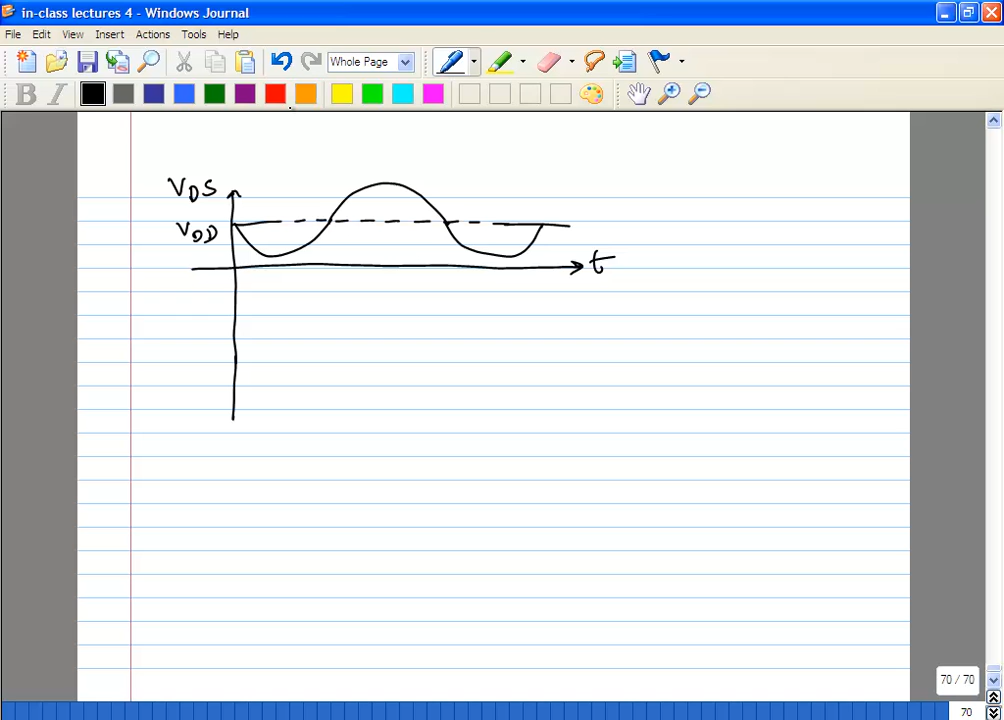 in-class lectures 4 - Windows Journal
File Edit View Insert Actions Tools Help
Whole Page
B I
VDS
VDD
t
70 / 70
70